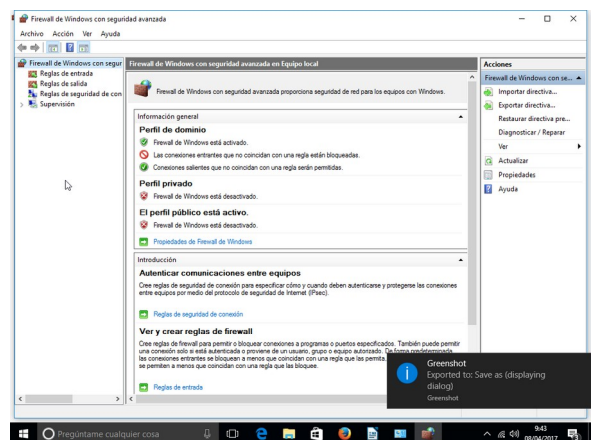 Firewall de Windows con seguridad avanzada
Archivo Acción Ver Ayuda
Firewall de Windows con segur
Reglas de entrada
Reglas de salida
Reglas de seguridad de con
Supervisión
Firewall de Windows con seguridad avanzada en Equipo local
Firewall de Windows con seguridad avanzada proporciona seguridad de red para los equipos con Windows.
Información general
Perfil de dominio
Firewall de Windows está activado.
Las conexiones entrantes que no coincidan con una regla están bloqueadas.
Conexiones salientes que no coincidan con una regla serán permitidas.
Perfil privado
Firewall de Windows está desactivado.
El perfil público está activo.
Firewall de Windows está desactivado.
Propiedades de Firewall de Windows
Introducción
Autenticar comunicaciones entre equipos
Cree reglas de seguridad de conexión para especificar cómo y cuándo deben autenticarse y protegerse las conexiones
entre equipos por medio del protocolo de seguridad de Internet (IPsec).
Reglas de seguridad de conexión
Ver y crear reglas de firewall
Cree reglas de firewall para permitir o bloquear conexiones a programas o puertos especificados. También puede permitir
una conexión solo si está autenticada o proviene de un usuario, grupo o equipo autorizado. De forma predeterminada,
las conexiones entrantes se bloquean a menos que coincidan con una regla que las permita,
se permiten a menos que coincidan con una regla que las bloquee.
Reglas de entrada
Acciones
Firewall de Windows con se...
Importar directiva...
Exportar directiva...
Restaurar directiva pre...
Diagnosticar / Reparar
Ver
Actualizar
Propiedades
Ayuda
Greenshot
Exported to: Save as (displaying
dialog)
Greenshot
Pregúntame cualquier cosa
9:43
08/04/2017